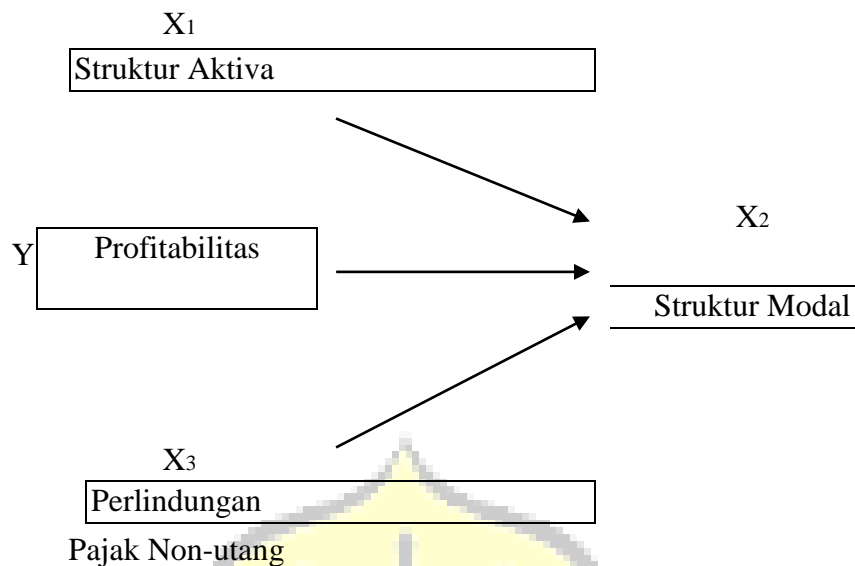 X1
Struktur Aktiva
X2
Y Profitabilitas
Struktur Modal
X3
Perlindungan
Pajak Non-utang